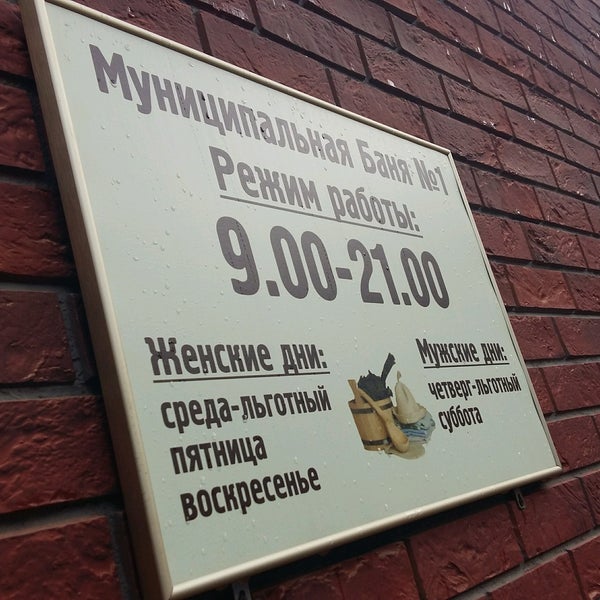 Муниципальная Баня №1
Режим работы:
9.00-21.00
Женские дни:
среда-льготный
пятница
воскресенье
Мужские дни:
четверг-льготный
суббота